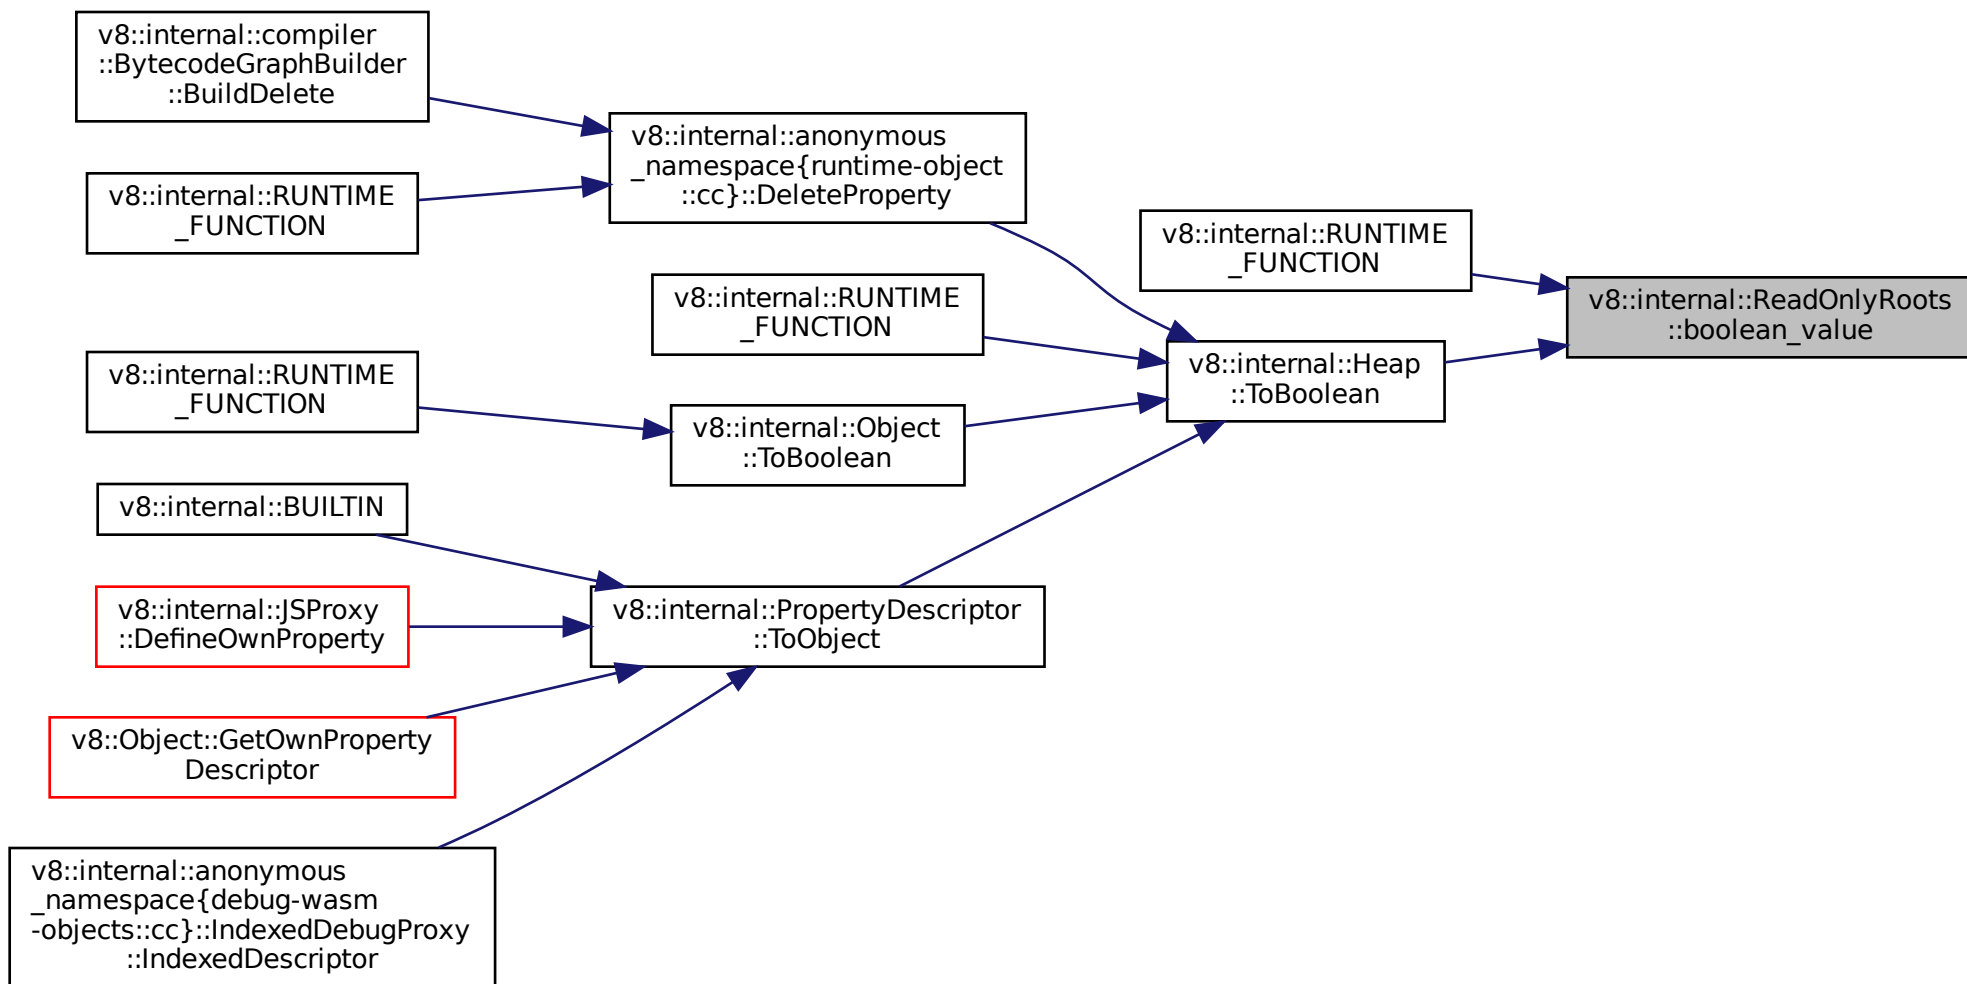 v8::internal::compiler
::BytecodeGraphBuilder
::BuildDelete
v8::internal::RUNTIME
_FUNCTION
v8::internal::RUNTIME
_FUNCTION
v8::internal::BUILTIN
v8::internal::JSProxy
::DefineOwnProperty
v8::Object::GetOwnProperty
Descriptor
v8::internal::anonymous
_namespace{debug-wasm
-objects::cc}::IndexedDebugProxy
::IndexedDescriptor
v8::internal::anonymous
_namespace{runtime-object
::cc}::DeleteProperty
v8::internal::RUNTIME
_FUNCTION
v8::internal::Object
::ToBoolean
v8::internal::PropertyDescriptor
::ToObject
v8::internal::RUNTIME
_FUNCTION
v8::internal::Heap
::ToBoolean
v8::internal::ReadOnlyRoots
::boolean_value